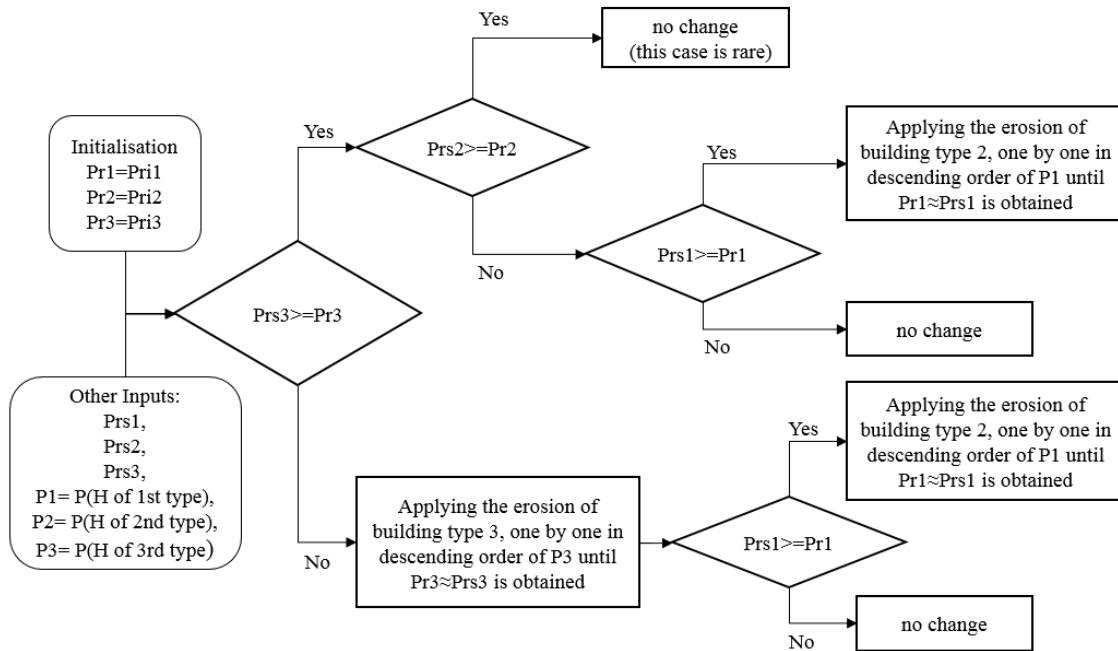 Initialisation
Pr1=Pri1
Pr2=Pri2
Pr3=Pri3
Other Inputs:
Prs1,
Prs2,
Prs3,
P1= P(H of 1st type),
P2= P(H of 2nd type),
P3= P(H of 3rd type)
Prs3>=Pr3
Yes
Prs2>=Pr2
Yes
no change
(this case is rare)
No
Prs1>=Pr1
Yes
Applying the erosion of
building type 2, one by one in
descending order of P1 until
Pr1≈Prs1 is obtained
No
no change
No
Applying the erosion of
building type 3, one by one in
descending order of P3 until
Pr3≈Prs3 is obtained
Prs1>=Pr1
Yes
Applying the erosion of
building type 2, one by one in
descending order of P1 until
Pr1≈Prs1 is obtained
No
no change